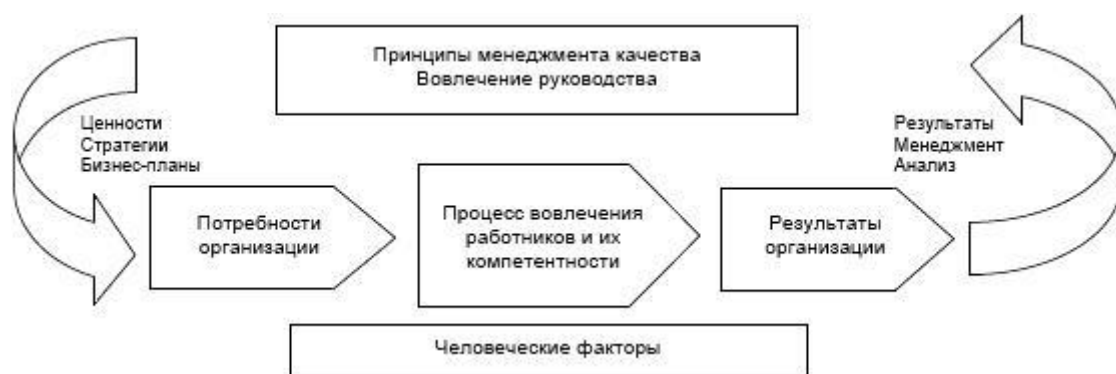 Принципы менеджмента качества
Вовлечение руководства
Ценности
Стратегии
Бизнес-планы
Результаты
Менеджмент
Анализ
Потребности
организации
Процесс вовлечения
работников и их
компетентности
Результаты
организации
Человеческие факторы